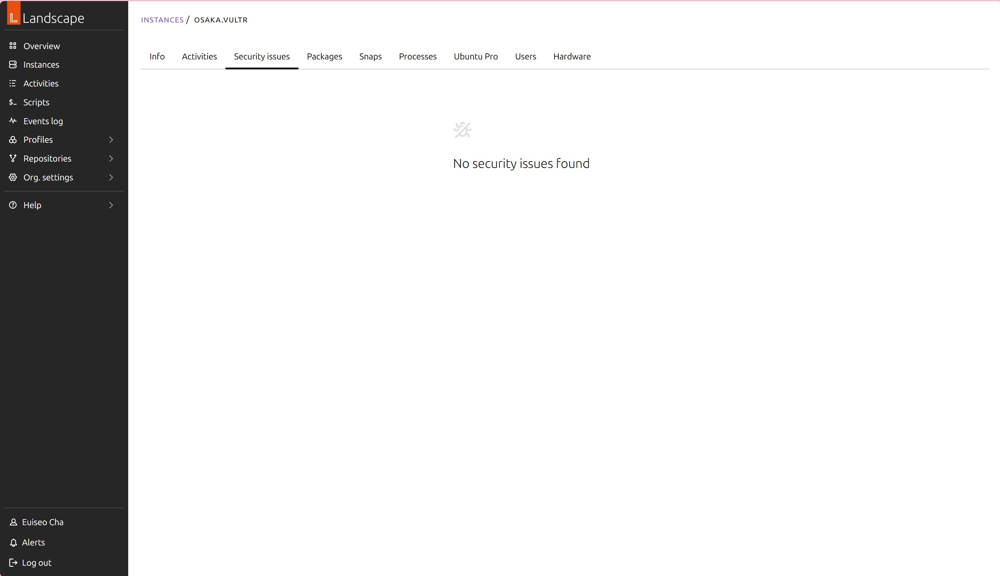 Landscape
Overview
Instances
Activities
Scripts
Events log
Profiles
Repositories
Org. settings
Help
Euiseo Cha
Alerts
Log out
INSTANCES / OSAKA.VULTR
Info Activities Security issues Packages Snaps Processes Ubuntu Pro Users Hardware
No security issues found